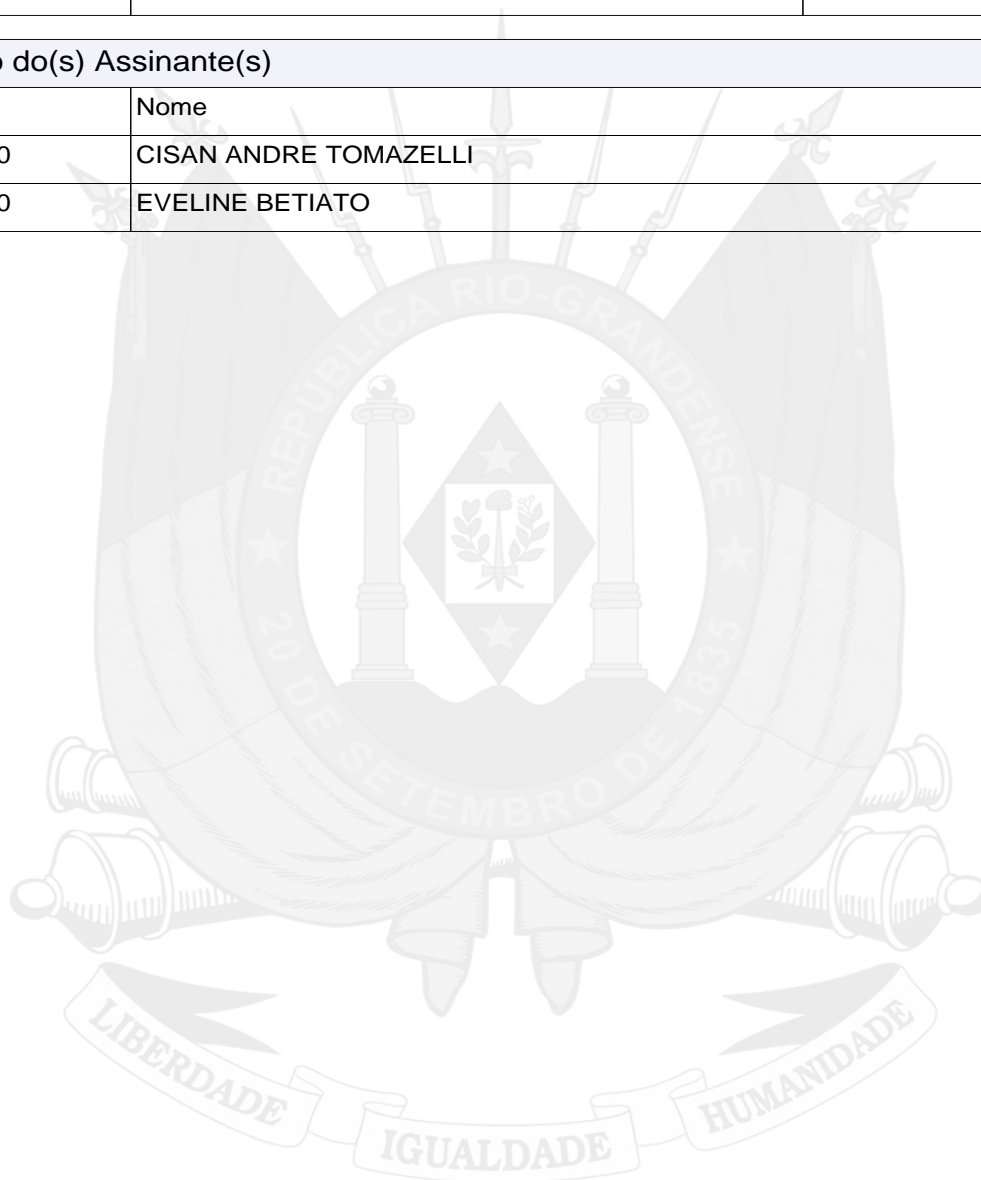 o do(s) Assinante(s)
Nome
0 CISAN ANDRE TOMAZELLI
0 EVELINE BETIATO
REPÚBLICA RIO-GRANDENSE
★ 20 DE SETEMBRO DE 1835 ★
LIBERDADE
IGUALDADE
HUMANIDADE